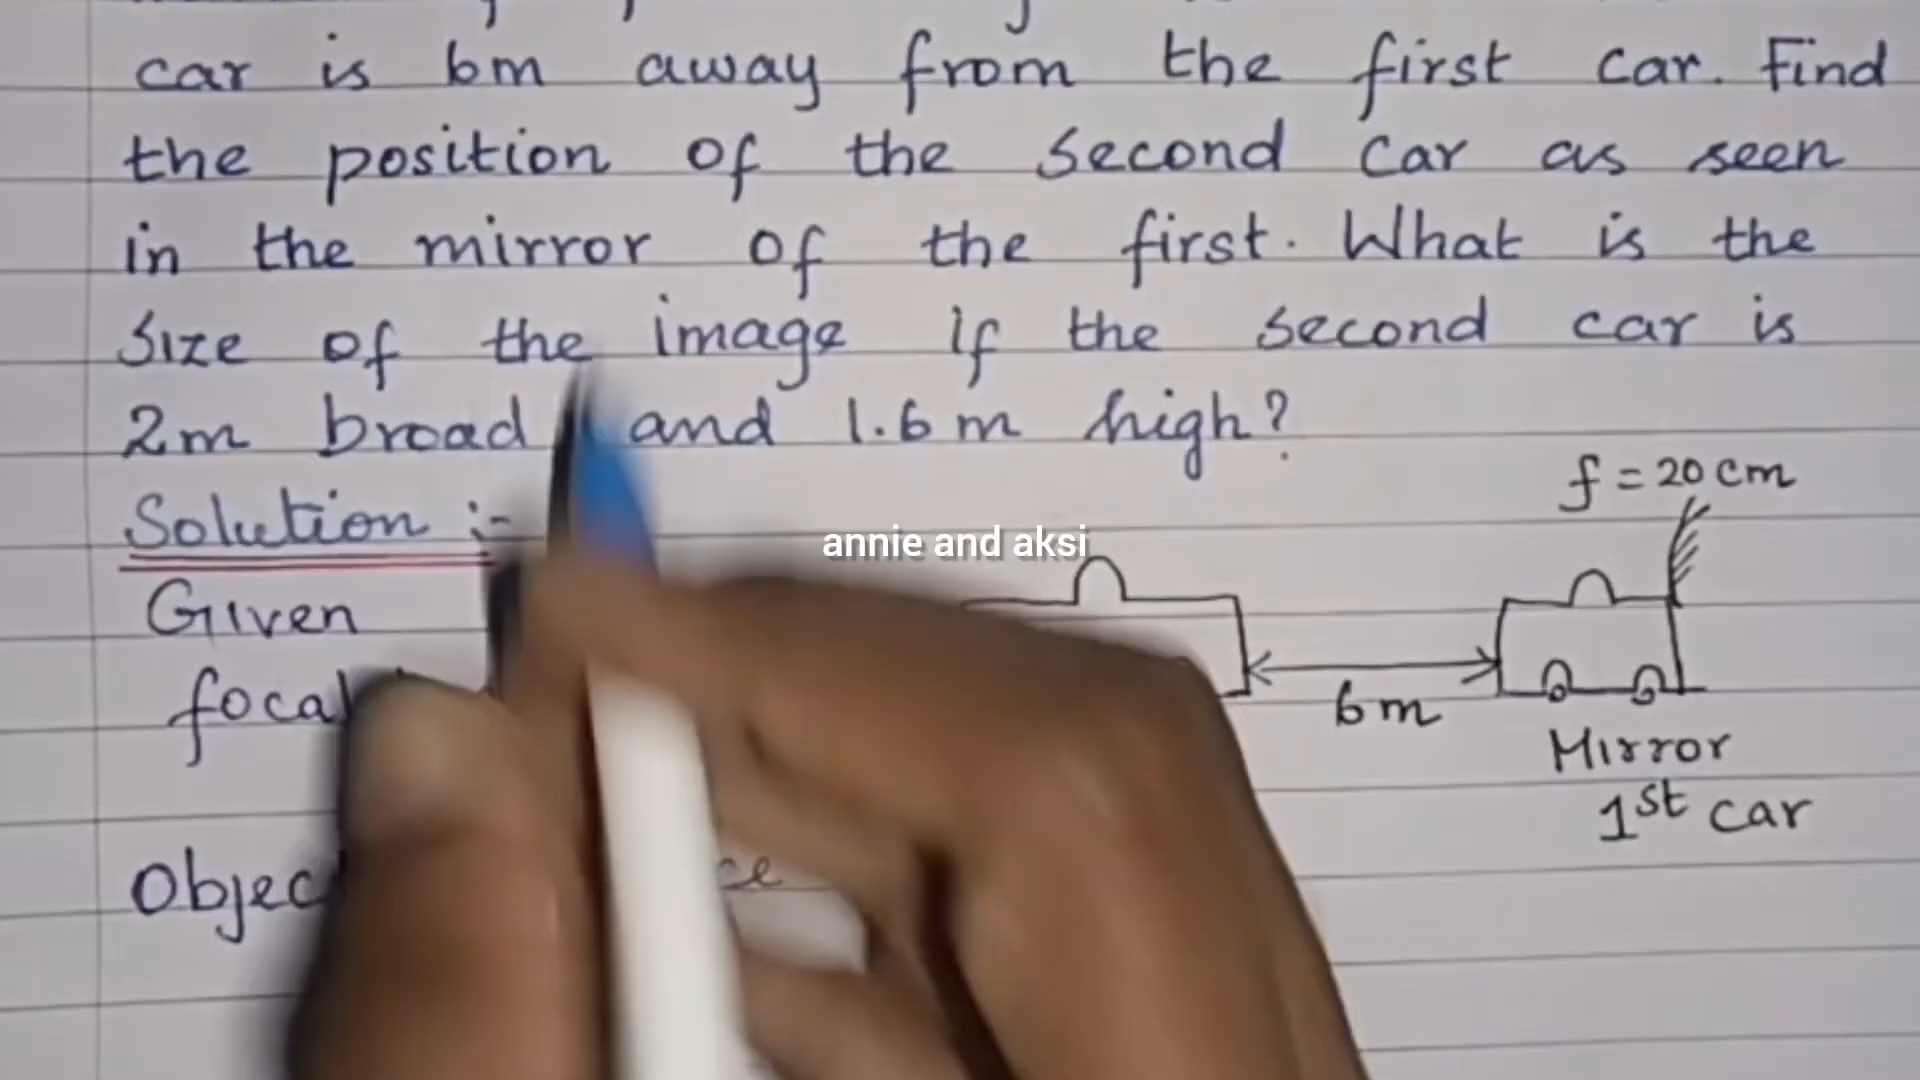 car is 6m away from the first car. Find
the position of the second car as seen
in the mirror of the first. What is the
size of the image if the second car is
2m broad and 1.6m high?
f = 20 cm
Solution :-
annie and aksi
Given
6m
Mirror
1st car